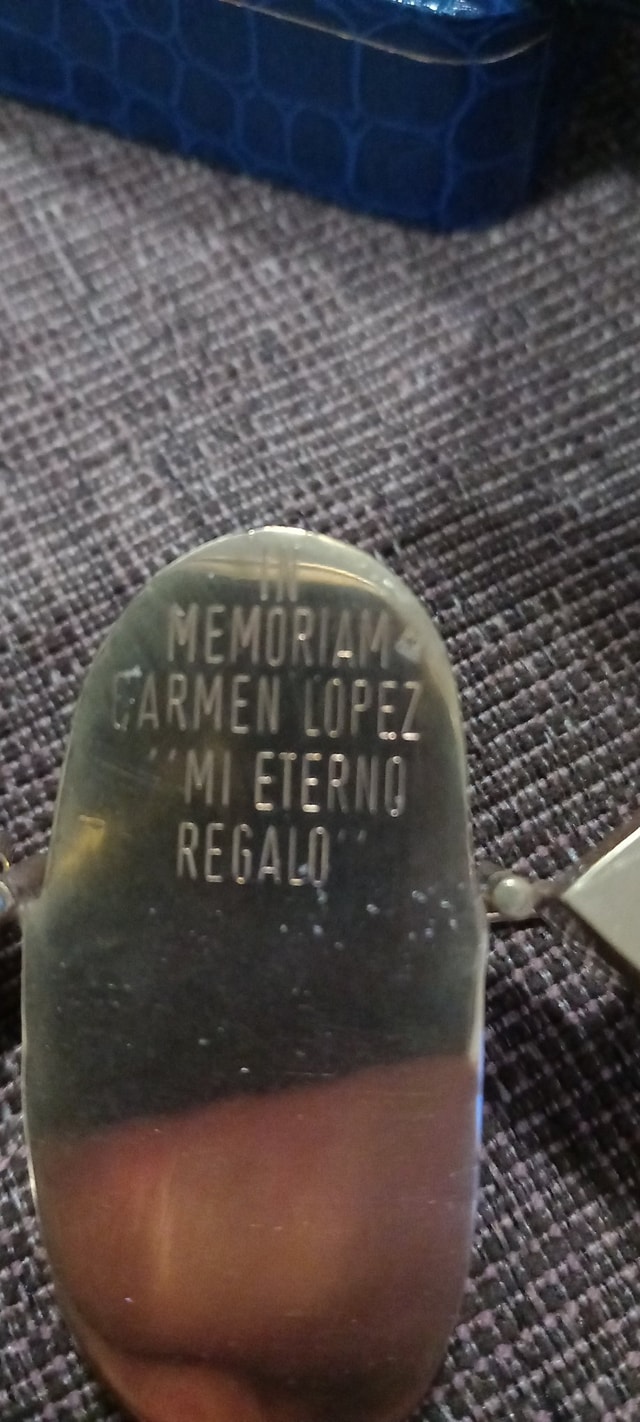 IN
MEMORIAM
CARMEN LOPEZ
''MI ETERNO
REGALO''